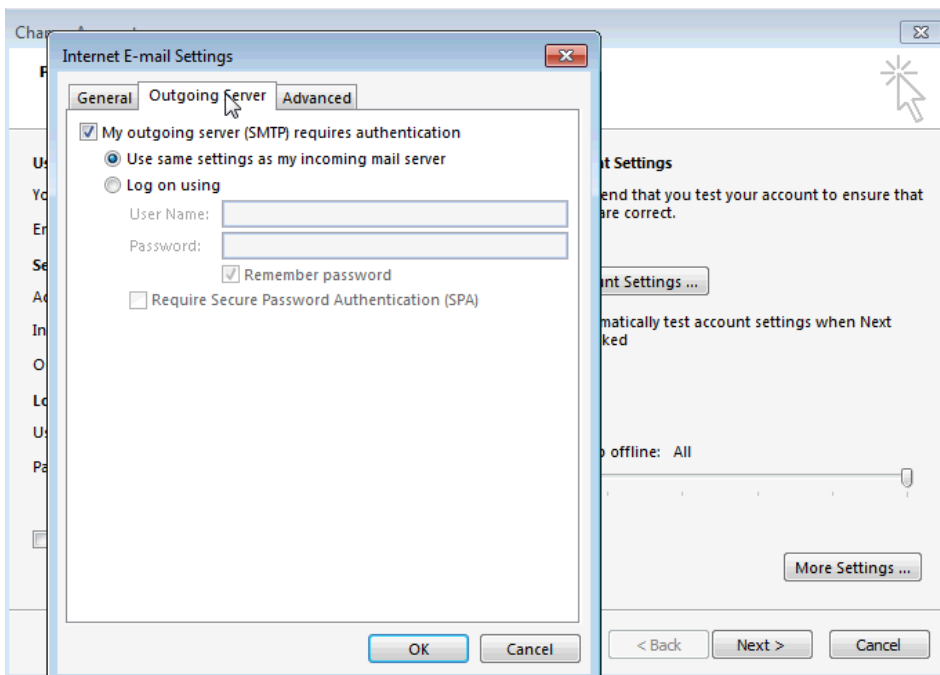 Internet E-mail Settings
General Outgoing Server Advanced
My outgoing server (SMTP) requires authentication
Use same settings as my incoming mail server
Log on using
User Name:
Password:
Remember password
Require Secure Password Authentication (SPA)
OK Cancel
Settings
end that you test your account to ensure that
are correct.
Settings ...
matically test account settings when Next
ked
offline: All
More Settings ...
< Back Next > Cancel